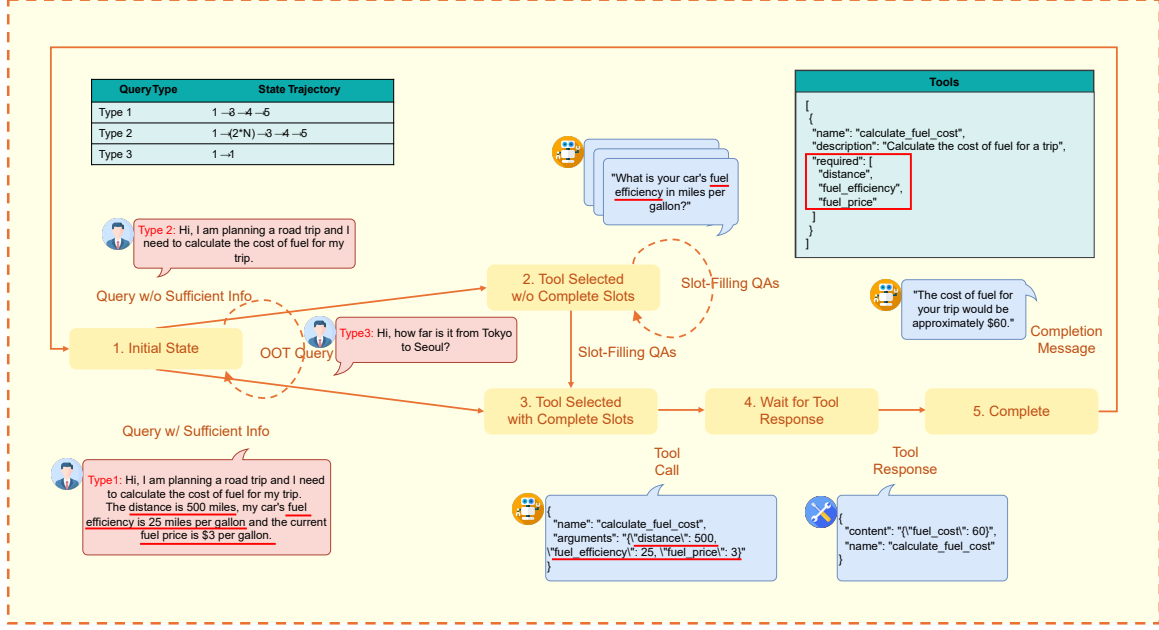 QueryType State Trajectory
Type 1 1→3→4→5
Type 2 1→(2*N)→3→4→5
Type 3 1→1
Tools
[
{
"name": "calculate_fuel_cost",
"description": "Calculate the cost of fuel for a trip",
"required": [
"distance",
"fuel_efficiency",
"fuel_price"
]
}
]
"What is your car's fuel
efficiency in miles per
gallon?"
Type 2: Hi, I am planning a road trip and I
need to calculate the cost of fuel for my
trip.
Query w/o Sufficient Info
2. Tool Selected
w/o Complete Slots
Slot-Filling QAs
"The cost of fuel for
your trip would be
approximately $60."
Completion
Message
1. Initial State
OOT Query
Type3: Hi, how far is it from Tokyo
to Seoul?
Slot-Filling QAs
3. Tool Selected
with Complete Slots
4. Wait for Tool
Response
5. Complete
Query w/ Sufficient Info
Type1: Hi, I am planning a road trip and I need
to calculate the cost of fuel for my trip.
The distance is 500 miles, my car's fuel
efficiency is 25 miles per gallon and the current
fuel price is $3 per gallon.
Tool
Call
{
"name": "calculate_fuel_cost",
"arguments": "{\"distance\": 500,
\"fuel_efficiency\": 25, \"fuel_price\": 3}"
}
Tool
Response
{
"content": "{\"fuel_cost\": 60}",
"name": "calculate_fuel_cost"
}